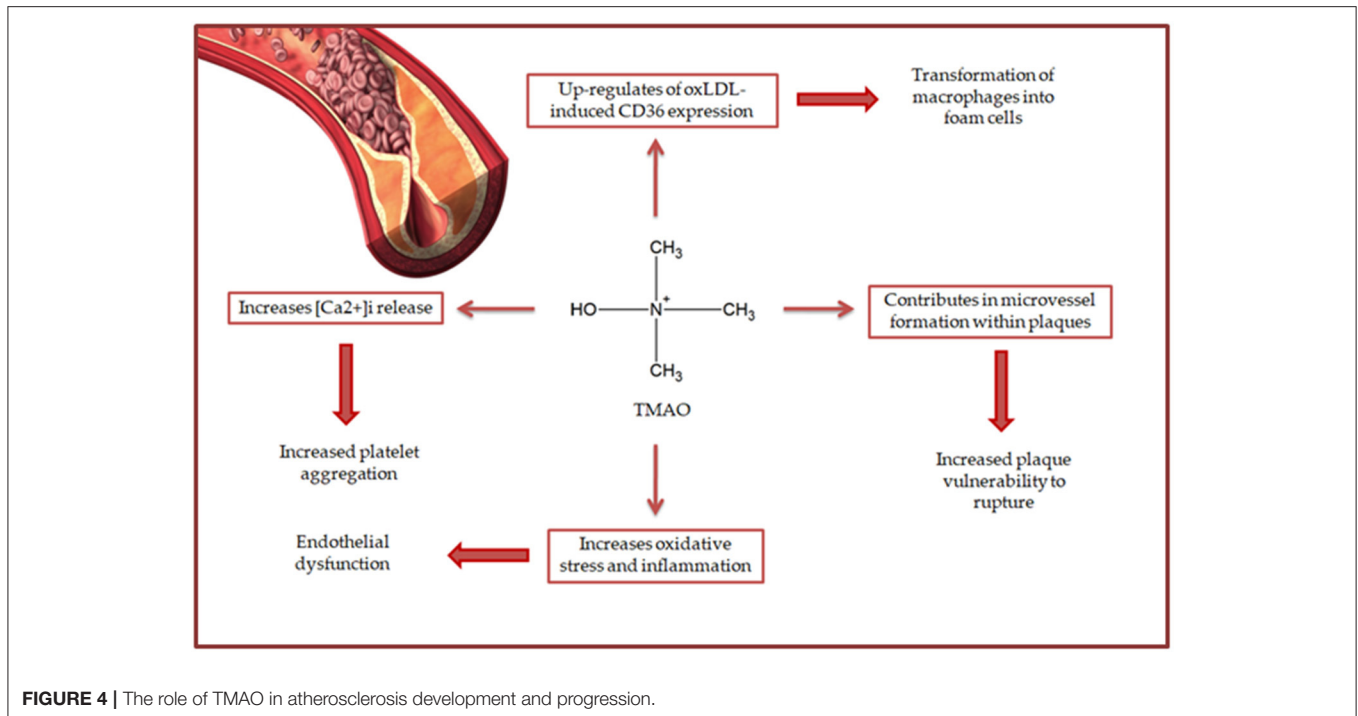 Up-regulates of oxLDL-
induced CD36 expression
Transformation of
macrophages into
foam cells
CH3
HO
N+
CH3
CH3
TMAO
Increases [Ca2+]i release
Contributes in microvessel
formation within plaques
Increased platelet
aggregation
Increased plaque
vulnerability to
rupture
Endothelial
dysfunction
Increases oxidative
stress and inflammation
FIGURE 4 | The role of TMAO in atherosclerosis development and progression.